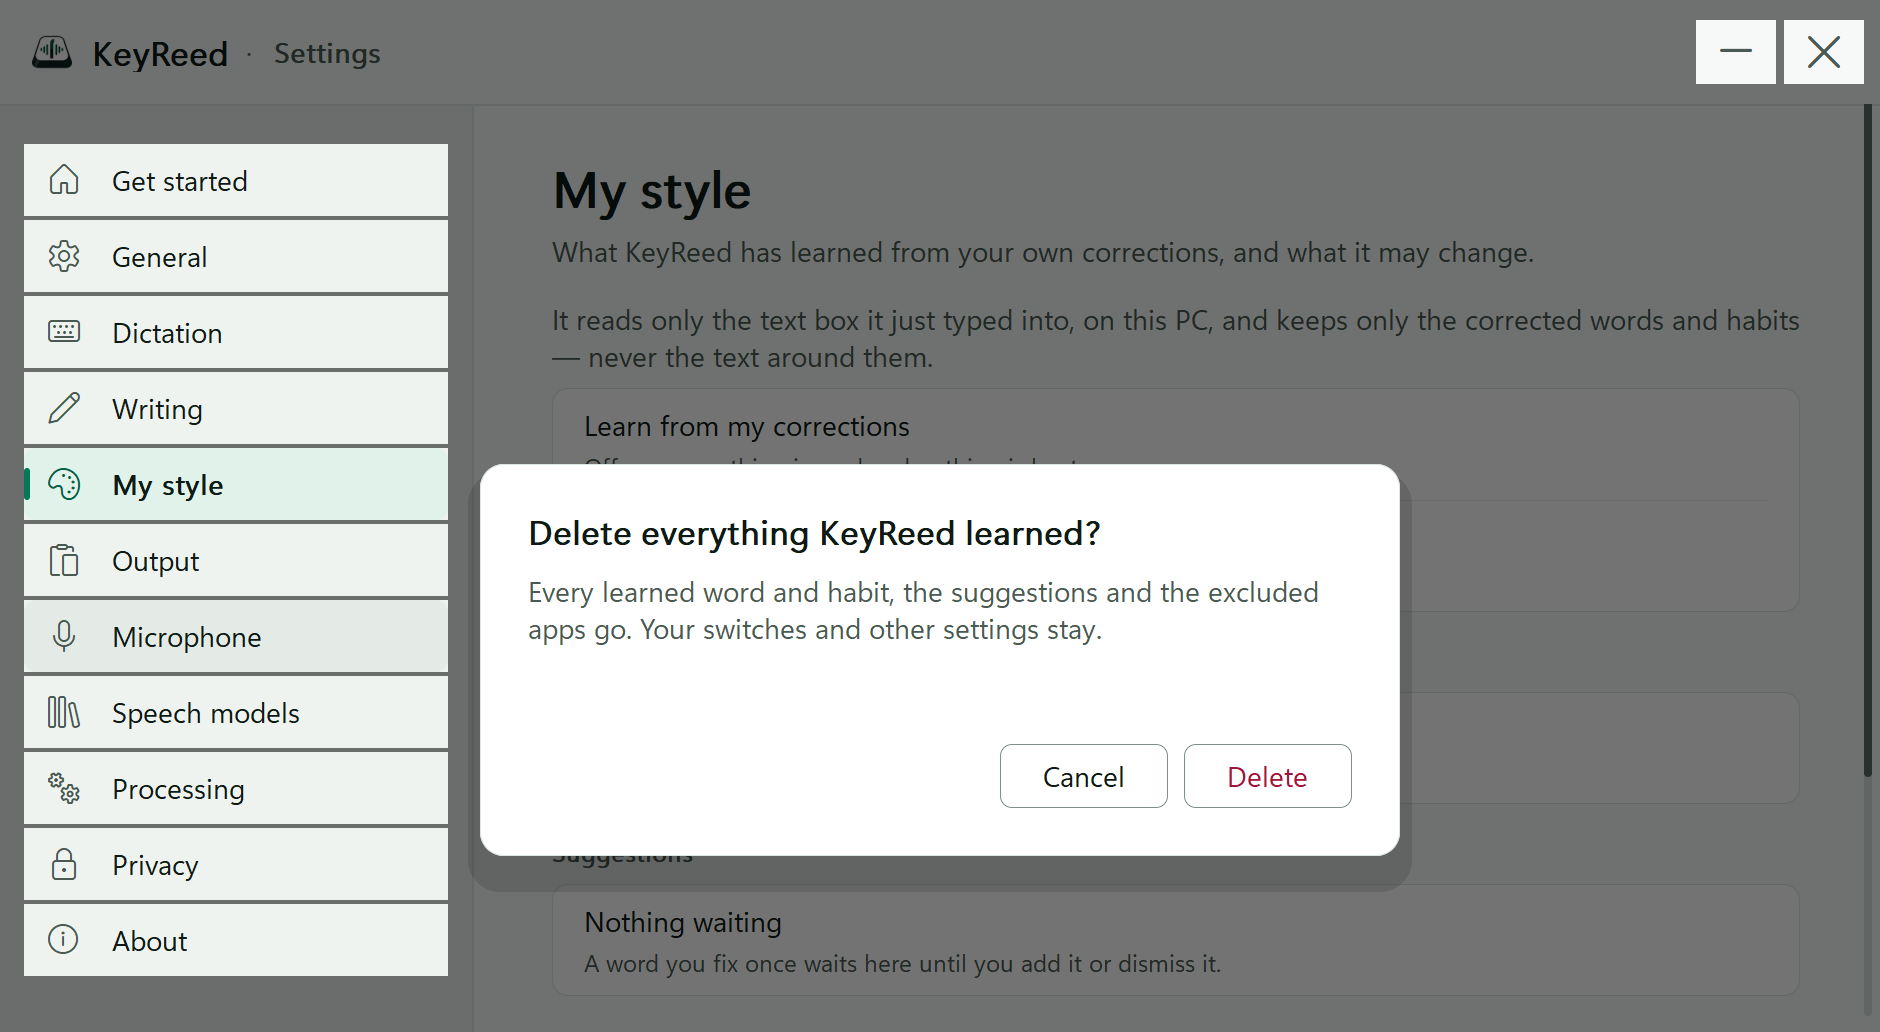 KeyReed · Settings
Get started
General
Dictation
Writing
My style
Output
Microphone
Speech models
Processing
Privacy
About
My style
What KeyReed has learned from your own corrections, and what it may change.
It reads only the text box it just typed into, on this PC, and keeps only the corrected words and habits
— never the text around them.
Learn from my corrections
Delete everything KeyReed learned?
Every learned word and habit, the suggestions and the excluded
apps go. Your switches and other settings stay.
Cancel
Delete
Suggestions
Nothing waiting
A word you fix once waits here until you add it or dismiss it.